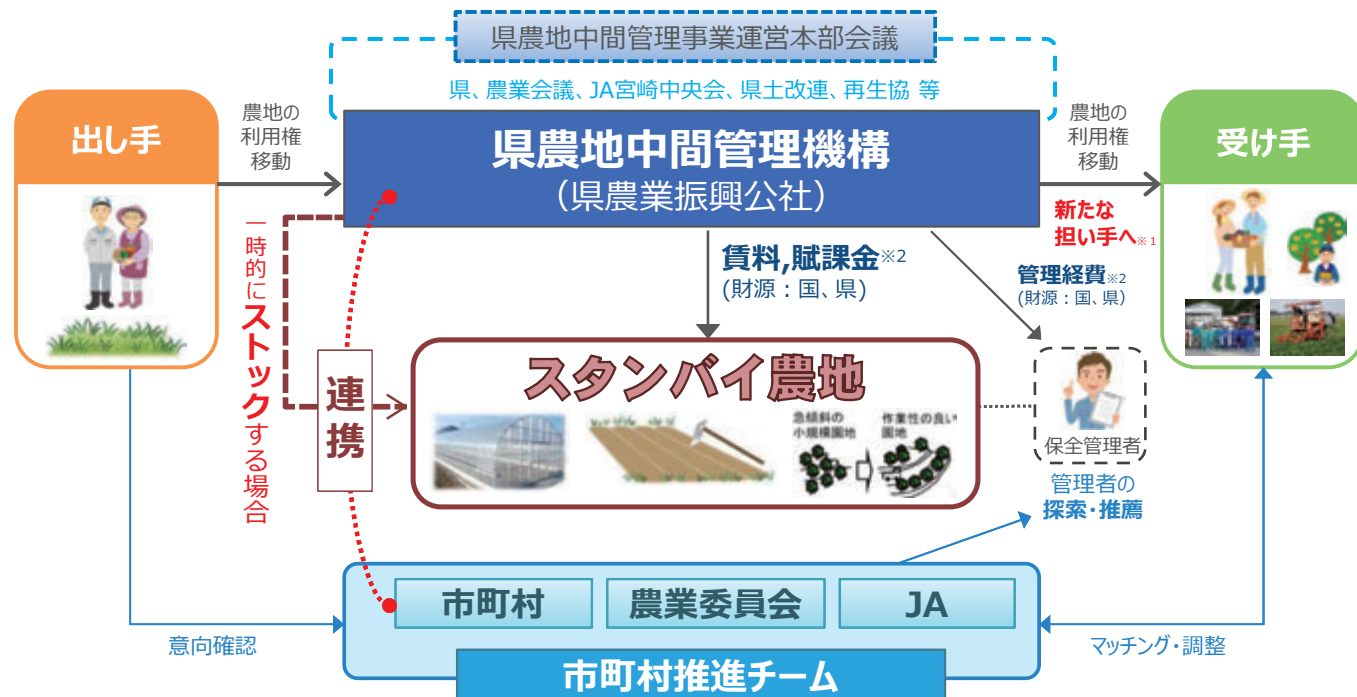 県農地中間管理事業運営本部会議
県、農業会議、JA宮崎中央会、県土改連、再生協 等
出し手
農地の
利用権
移動
県農地中間管理機構
（県農業振興公社）
農地の
利用権
移動
受け手
新たな
担い手へ※1
一時的にストックする場合
賃料,賦課金※2
(財源：国、県)
管理経費※2
(財源：国、県)
連携
スタンバイ農地
急傾斜の
小規模園地
作業性の良い
園地
保全管理者
管理者の
探索・推薦
市町村
農業委員会
JA
意向確認
マッチング・調整
市町村推進チーム